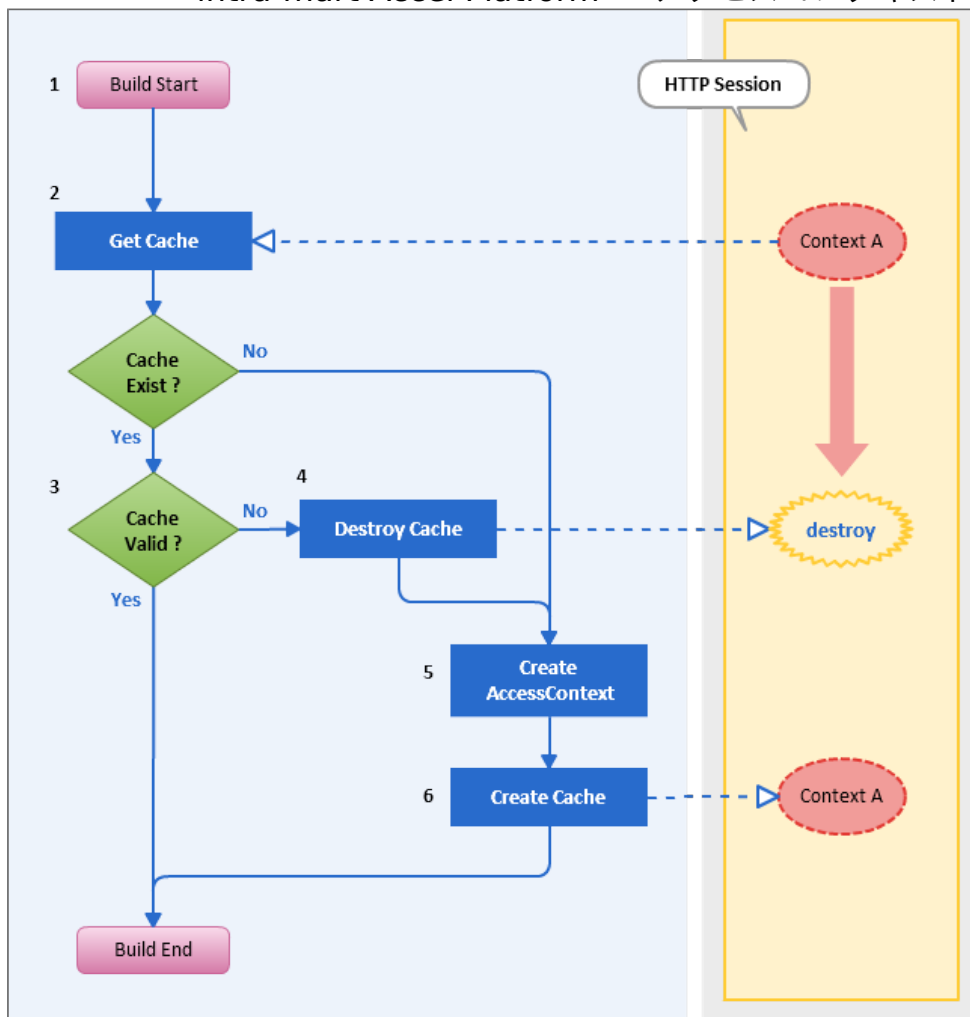 1
Build Start
HTTP Session
2
Get Cache
Context A
Cache
Exist ?
No
Yes
3
Cache
Valid ?
No
4
Destroy Cache
destroy
Yes
5
Create
AccessContext
6
Create Cache
Context A
Build End